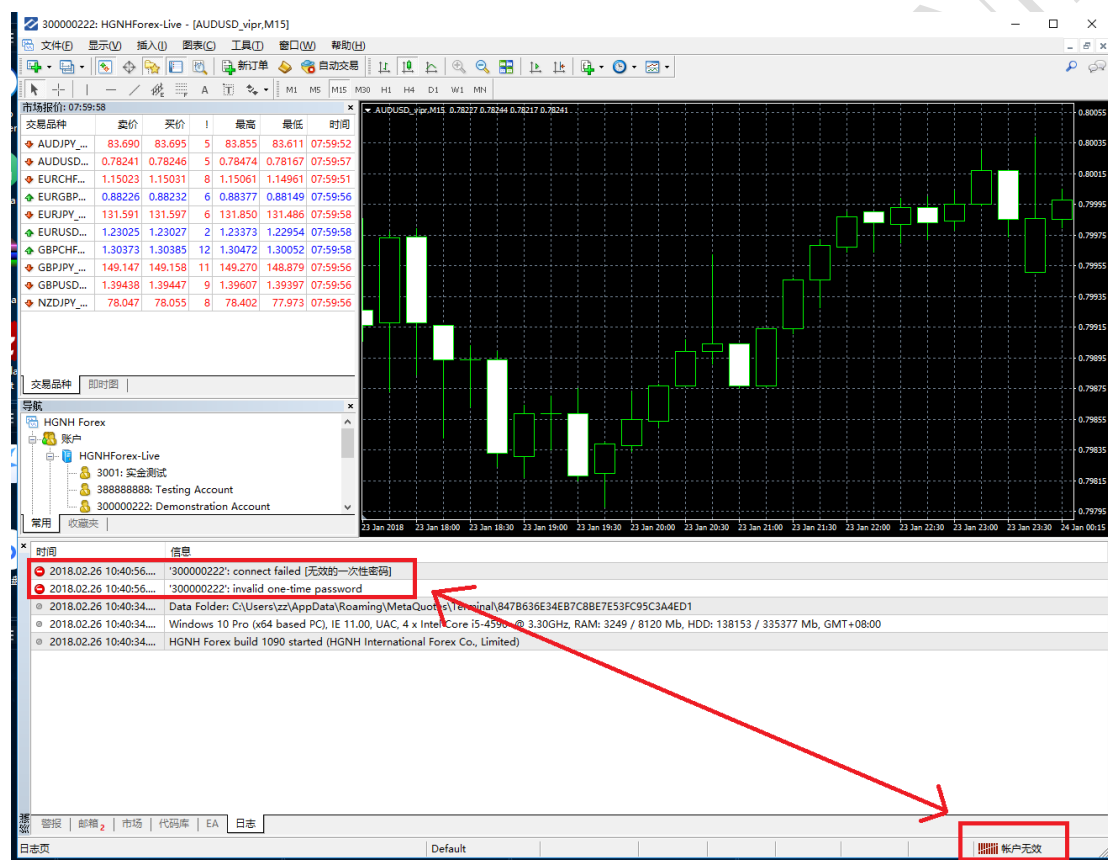 300000222: HGNHForex-Live - [AUDUSD_vipr,M15]
文件(F) 显示(V) 插入(I) 图表(C) 工具(T) 窗口(W) 帮助(H)
新订单 自动交易
A T M1 M5 M15 M30 H1 H4 D1 W1 MN
市场报价: 07:59:58
交易品种 卖价 买价 ! 最高 最低 时间
AUDJPY_... 83.690 83.695 5 83.855 83.611 07:59:52
AUDUSD... 0.78241 0.78246 5 0.78474 0.78167 07:59:57
EURCHF... 1.15023 1.15031 8 1.15061 1.14961 07:59:51
EURGBP... 0.88226 0.88232 6 0.88377 0.88149 07:59:56
EURJPY_... 131.591 131.597 6 131.850 131.486 07:59:58
EURUSD... 1.23025 1.23027 2 1.23373 1.22954 07:59:58
GBPCHF... 1.30373 1.30385 12 1.30472 1.30052 07:59:58
GBPJPY_... 149.147 149.158 11 149.270 148.879 07:59:56
GBPUSD... 1.39438 1.39447 9 1.39607 1.39397 07:59:56
NZDJPY_... 78.047 78.055 8 78.402 77.973 07:59:56
交易品种 即时图
AUDUSD_vipr,M15 0.78227 0.78244 0.78217 0.78241
0.80055
0.80035
0.80015
0.79995
0.79975
0.79955
0.79935
0.79915
0.79895
0.79875
0.79855
0.79835
0.79815
0.79795
23 Jan 2018 23 Jan 18:00 23 Jan 18:30 23 Jan 19:00 23 Jan 19:30 23 Jan 20:00 23 Jan 20:30 23 Jan 21:00 23 Jan 21:30 23 Jan 22:00 23 Jan 22:30 23 Jan 23:00 23 Jan 23:30 24 Jan 00:15
导航
HGNH Forex
账户
HGNHForex-Live
3001: 实金测试
388888888: Testing Account
300000222: Demonstration Account
常用 收藏夹
时间 信息
2018.02.26 10:40:56.... '300000222': connect failed [无效的一次性密码]
2018.02.26 10:40:56.... '300000222': invalid one-time password
2018.02.26 10:40:34.... Data Folder: C:\Users\zz\AppData\Roaming\MetaQuotes\Terminal\847B636E34EB7C8BE7E53FC95C3A4ED1
2018.02.26 10:40:34.... Windows 10 Pro (x64 based PC), IE 11.00, UAC, 4 x Intel Core i5-4590 @ 3.30GHz, RAM: 3249 / 8120 Mb, HDD: 138153 / 335377 Mb, GMT+08:00
2018.02.26 10:40:34.... HGNH Forex build 1090 started (HGNH International Forex Co., Limited)
警报 邮箱 2 市场 代码库 EA 日志
日志页 Default 帐户无效